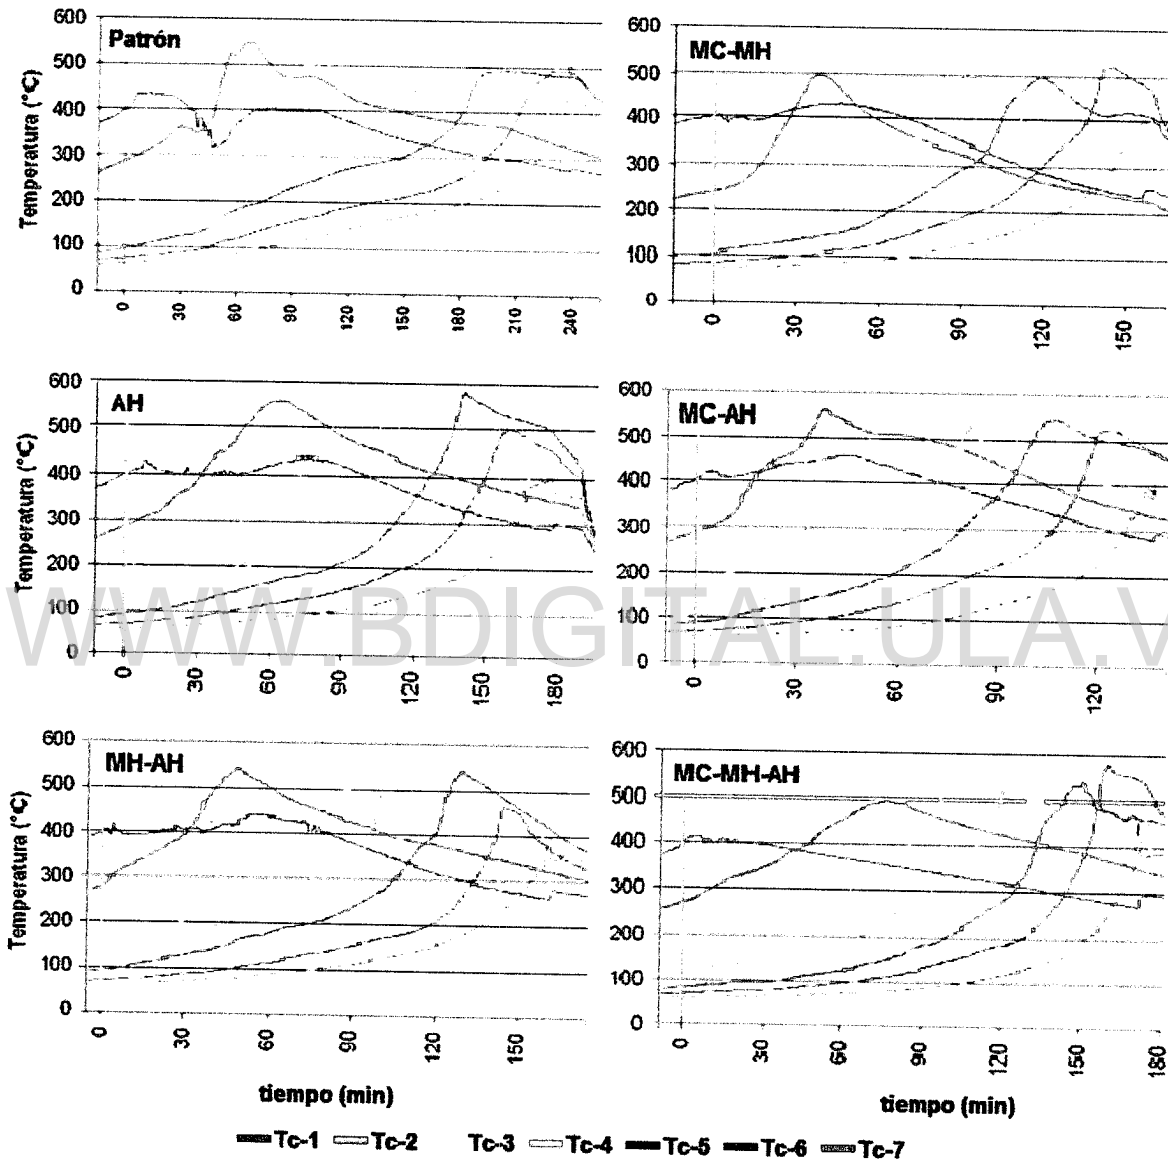 Patrón
Temperatura (°C)
600
500
400
300
200
100
0
0 30 60 90 120 150 180 210 240
MC-MH
600
500
400
300
200
100
0
0 30 60 90 120 150
AH
Temperatura (°C)
600
500
400
300
200
100
0
0 30 60 90 120 150 180
MC-AH
600
500
400
300
200
100
0
0 30 60 90 120
WWW.BDIGITAL.ULA.V
MH-AH
Temperatura (°C)
600
500
400
300
200
100
0
0 30 60 90 120 150
tiempo (min)
MC-MH-AH
600
500
400
300
200
100
0
0 30 60 90 120 150 180
tiempo (min)
Tc-1 Tc-2 Tc-3 Tc-4 Tc-5 Tc-6 Tc-7